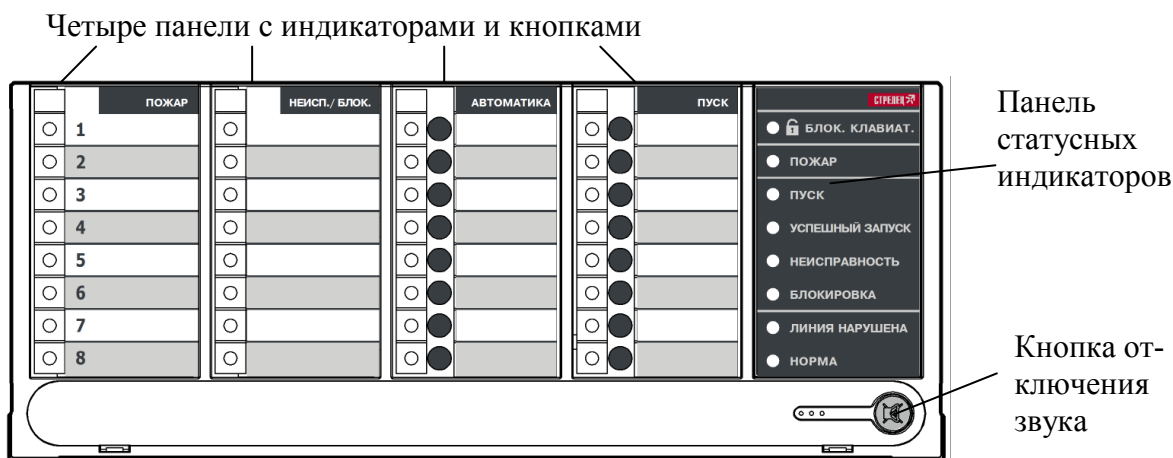 Четыре панели с индикаторами и кнопками
ПОЖАР
НЕИСП./ БЛОК.
АВТОМАТИКА
ПУСК
СТРЕЛЕЦ
1
2
3
4
5
6
7
8
БЛОК. КЛАВИАТ.
ПОЖАР
ПУСК
УСПЕШНЫЙ ЗАПУСК
НЕИСПРАВНОСТЬ
БЛОКИРОВКА
ЛИНИЯ НАРУШЕНА
НОРМА
Панель
статусных
индикаторов
Кнопка от-
ключения
звука